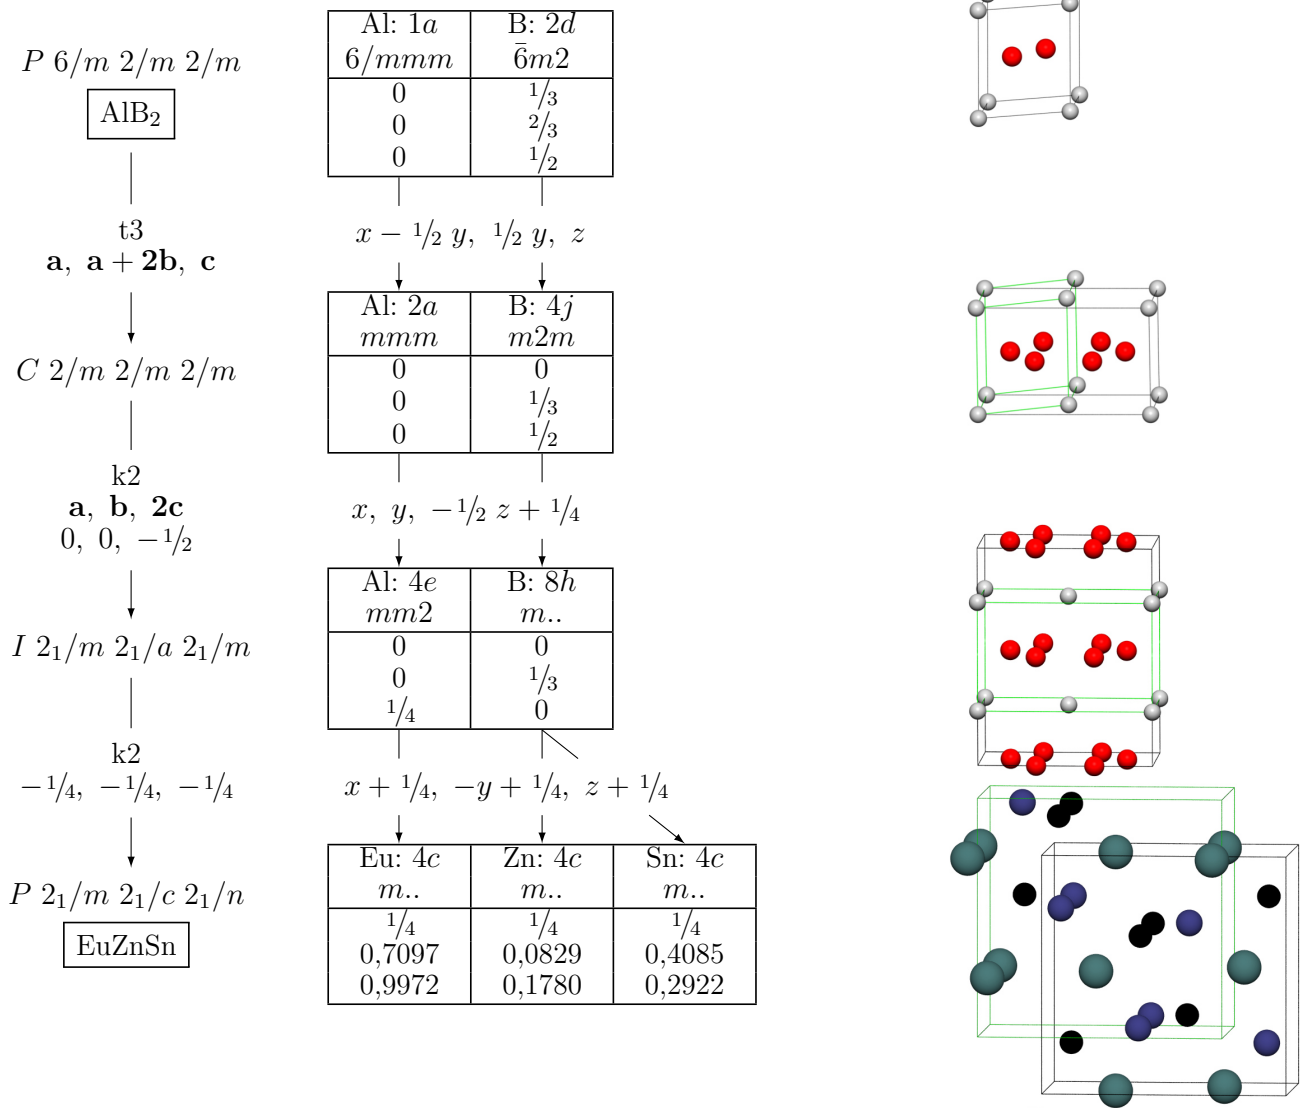 P 6/m 2/m 2/m
AlB₂
Al: 1a B: 2d
6/mmm 6̄m2
0 1/3
0 2/3
0 1/2
t3
a, a + 2b, c
x − 1/2 y, 1/2 y, z
C 2/m 2/m 2/m
Al: 2a B: 4j
mmm m2m
0 0
0 1/3
0 1/2
k2
a, b, 2c
0, 0, −1/2
x, y, −1/2 z + 1/4
I 2₁/m 2₁/a 2₁/m
Al: 4e B: 8h
mm2 m..
0 0
0 1/3
1/4 0
k2
−1/4, −1/4, −1/4
x + 1/4, −y + 1/4, z + 1/4
P 2₁/m 2₁/c 2₁/n
EuZnSn
Eu: 4c Zn: 4c Sn: 4c
m.. m.. m..
1/4 1/4 1/4
0,7097 0,0829 0,4085
0,9972 0,1780 0,2922